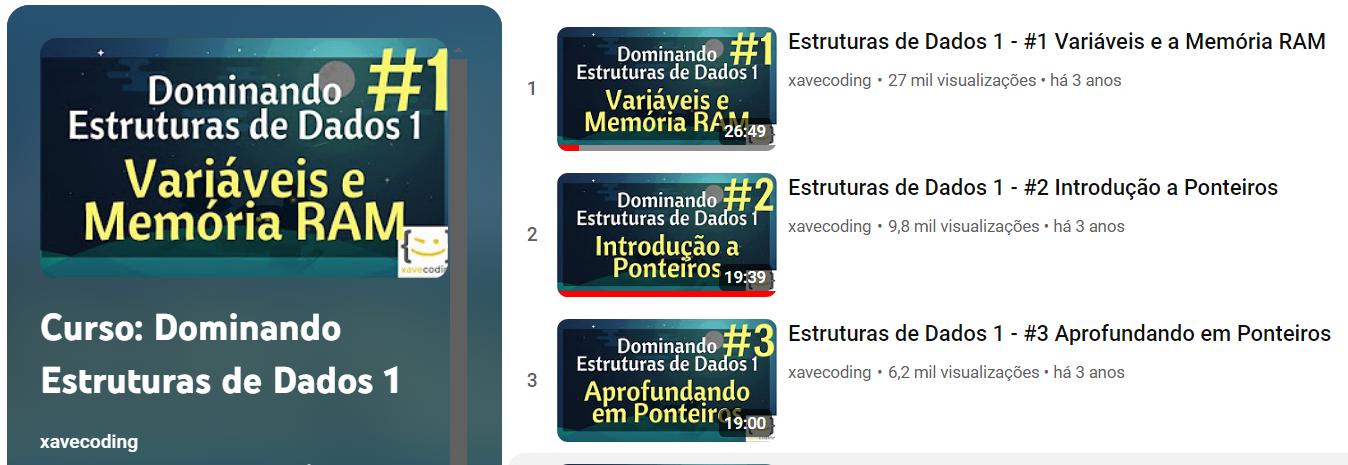 Dominando
Estruturas de Dados 1
#1
Variáveis e
Memória RAM
xavecoding
Curso: Dominando
Estruturas de Dados 1
xavecoding
1
Dominando
Estruturas de Dados 1
#1
Variáveis e
Memória RAM
26:49
Estruturas de Dados 1 - #1 Variáveis e a Memória RAM
xavecoding • 27 mil visualizações • há 3 anos
2
Dominando
Estruturas de Dados 1
#2
Introdução a
Ponteiros
19:39
Estruturas de Dados 1 - #2 Introdução a Ponteiros
xavecoding • 9,8 mil visualizações • há 3 anos
3
Dominando
Estruturas de Dados 1
#3
Aprofundando
em Ponteiros
19:00
Estruturas de Dados 1 - #3 Aprofundando em Ponteiros
xavecoding • 6,2 mil visualizações • há 3 anos